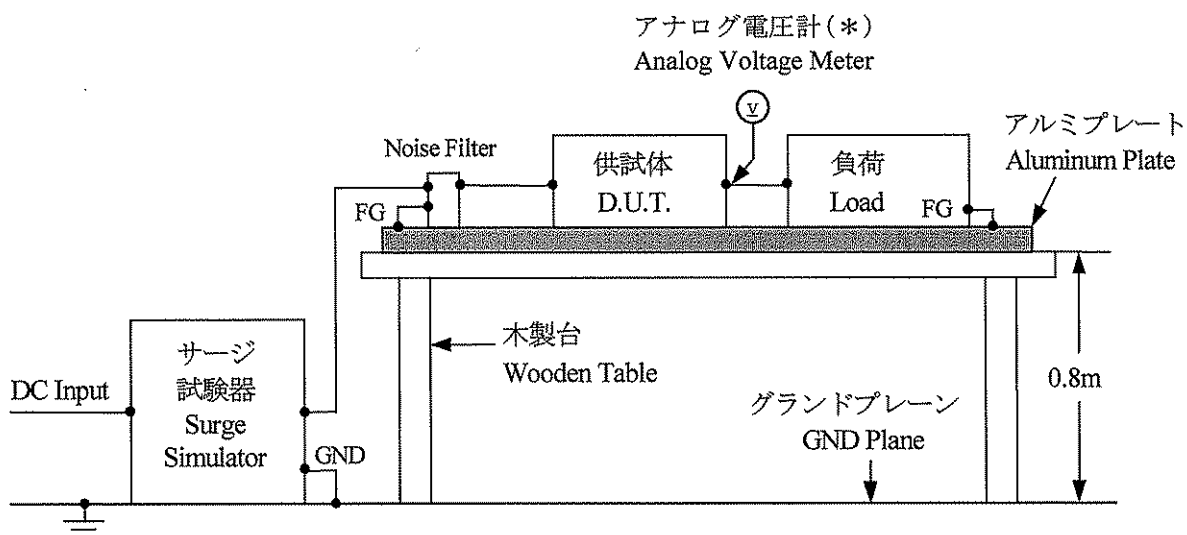 アナログ電圧計(＊)
Analog Voltage Meter
v
アルミプレート
Aluminum Plate
Noise Filter
供試体
D.U.T.
負荷
Load
FG
FG
木製台
Wooden Table
サージ
試験器
Surge
Simulator
DC Input
GND
グランドプレーン
GND Plane
0.8m